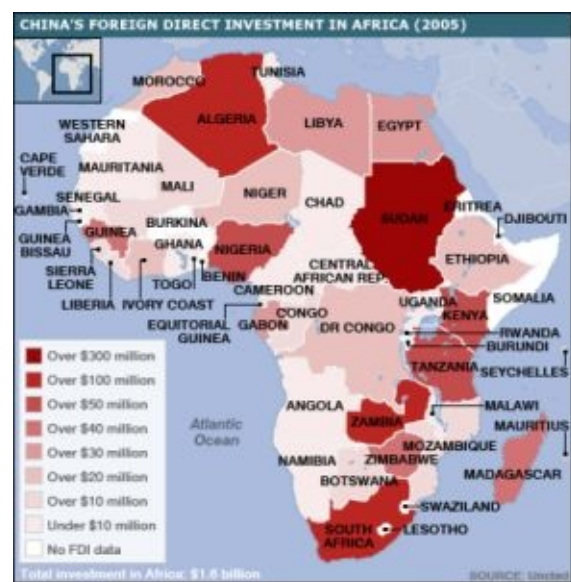 CHINA'S FOREIGN DIRECT INVESTMENT IN AFRICA (2005)
TUNISIA
MOROCCO
ALGERIA
LIBYA
EGYPT
WESTERN
SAHARA
CAPE
VERDE
MAURITANIA
MALI
NIGER
CHAD
SUDAN
ERITREA
DJIBOUTI
SENEGAL
GAMBIA
GUINEA
BISSAU
GUINEA
BURKINA
GHANA
NIGERIA
SIERRA
LEONE
LIBERIA
IVORY COAST
TOGO
BENIN
CENTRAL
AFRICAN REP.
CAMEROON
ETHIOPIA
SOMALIA
UGANDA
KENYA
EQUITORIAL
GUINEA
GABON
CONGO
DR CONGO
RWANDA
BURUNDI
TANZANIA
SEYCHELLES
ANGOLA
ZAMBIA
MALAWI
MAURITIUS
MOZAMBIQUE
ZIMBABWE
NAMIBIA
BOTSWANA
MADAGASCAR
SWAZILAND
SOUTH
AFRICA
LESOTHO
Atlantic
Ocean
Over $300 million
Over $100 million
Over $50 million
Over $40 million
Over $30 million
Over $20 million
Over $10 million
Under $10 million
No FDI data
Total investment in Africa: $1.6 billion
SOURCE: Unctad